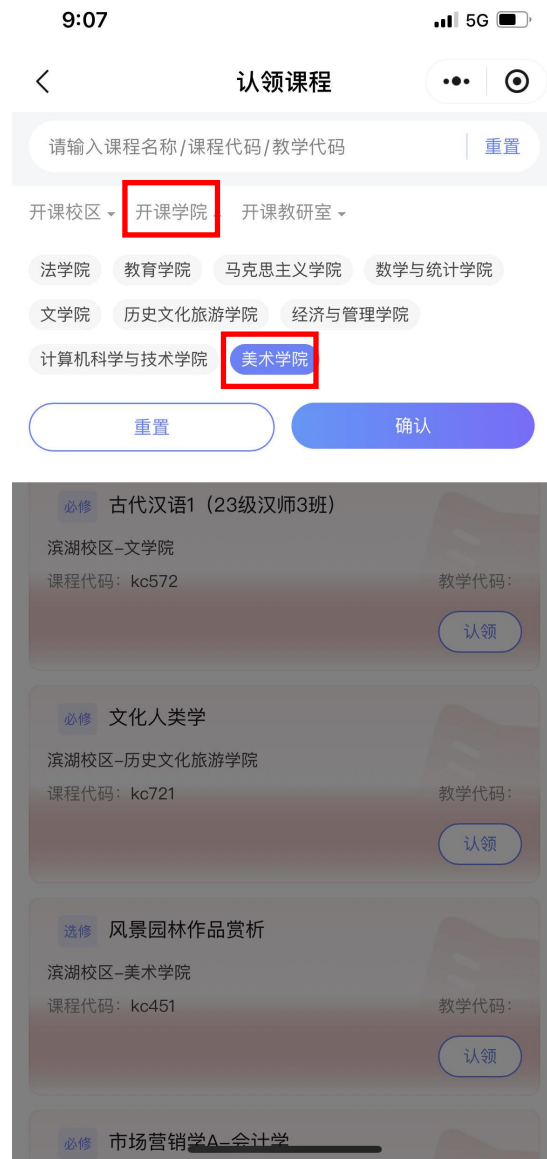 9:07 5G
认领课程
请输入课程名称/课程代码/教学代码 重置
开课校区 开课学院 开课教研室
法学院 教育学院 马克思主义学院 数学与统计学院
文学院 历史文化旅游学院 经济与管理学院
计算机科学与技术学院 美术学院
重置 确认
必修 古代汉语1（23级汉师3班）
滨湖校区-文学院
课程代码：kc572 教学代码：
认领
必修 文化人类学
滨湖校区-历史文化旅游学院
课程代码：kc721 教学代码：
认领
选修 风景园林作品赏析
滨湖校区-美术学院
课程代码：kc451 教学代码：
认领
必修 市场营销学A-会计学